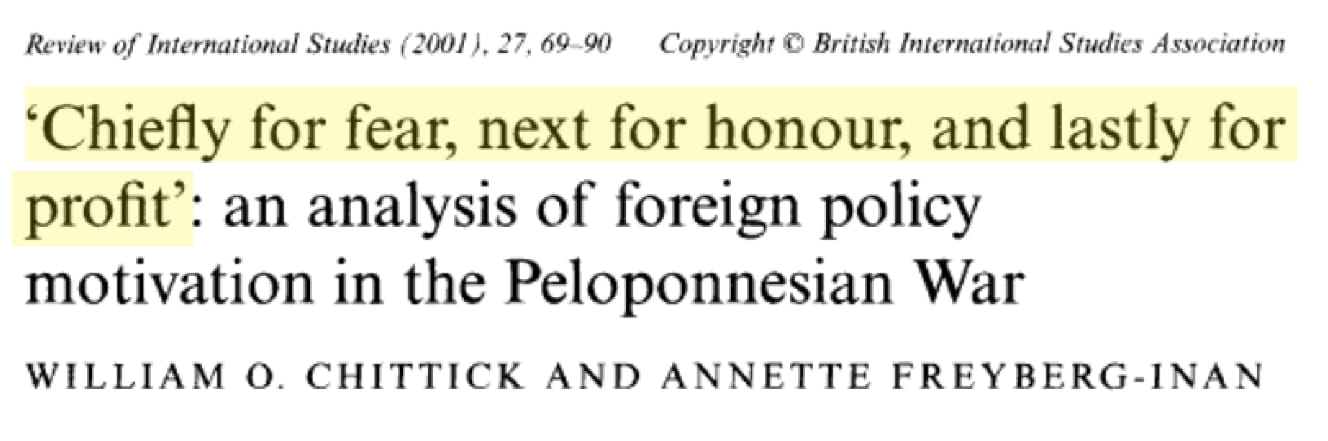 Review of International Studies (2001), 27, 69–90 Copyright © British International Studies Association
‘Chiefly for fear, next for honour, and lastly for
profit’: an analysis of foreign policy
motivation in the Peloponnesian War
WILLIAM O. CHITTICK AND ANNETTE FREYBERG-INAN